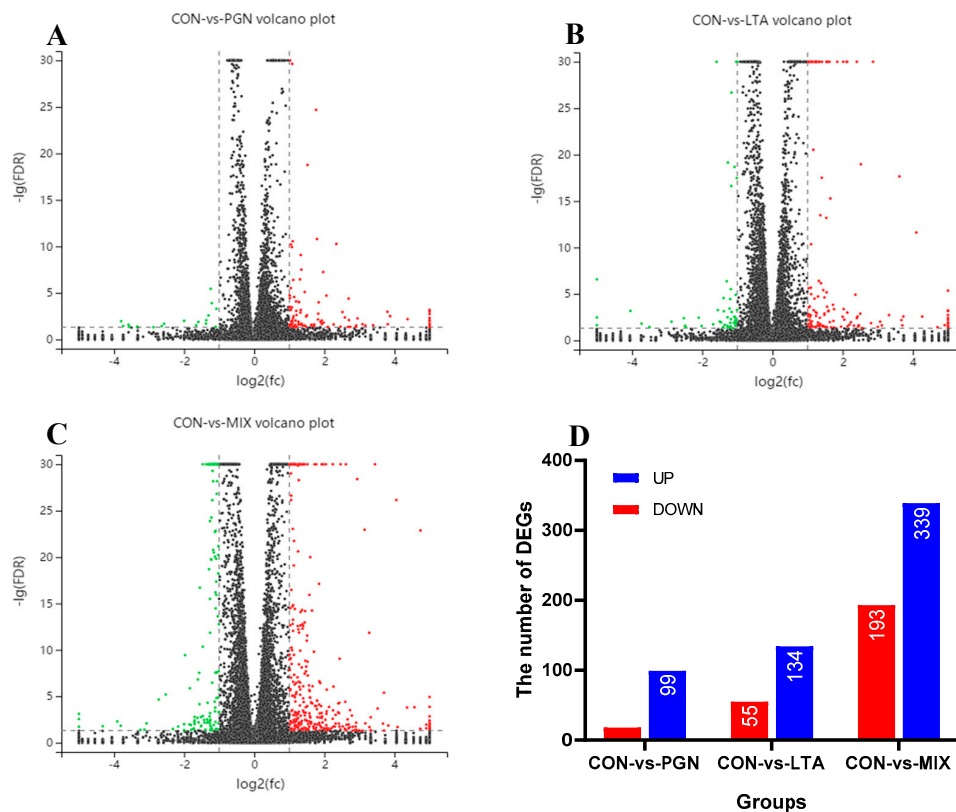 A
CON-vs-PGN volcano plot
30
25
20
15
10
5
0
-lg(FDR)
-4
-2
0
2
4
log2(fc)
B
CON-vs-LTA volcano plot
30
25
20
15
10
5
0
-lg(FDR)
-4
-2
0
2
4
log2(fc)
C
CON-vs-MIX volcano plot
30
25
20
15
10
5
0
-lg(FDR)
-4
-2
0
2
4
log2(fc)
D
UP
DOWN
400
300
200
100
0
The number of DEGs
99
55
134
193
339
CON-vs-PGN
CON-vs-LTA
CON-vs-MIX
Groups